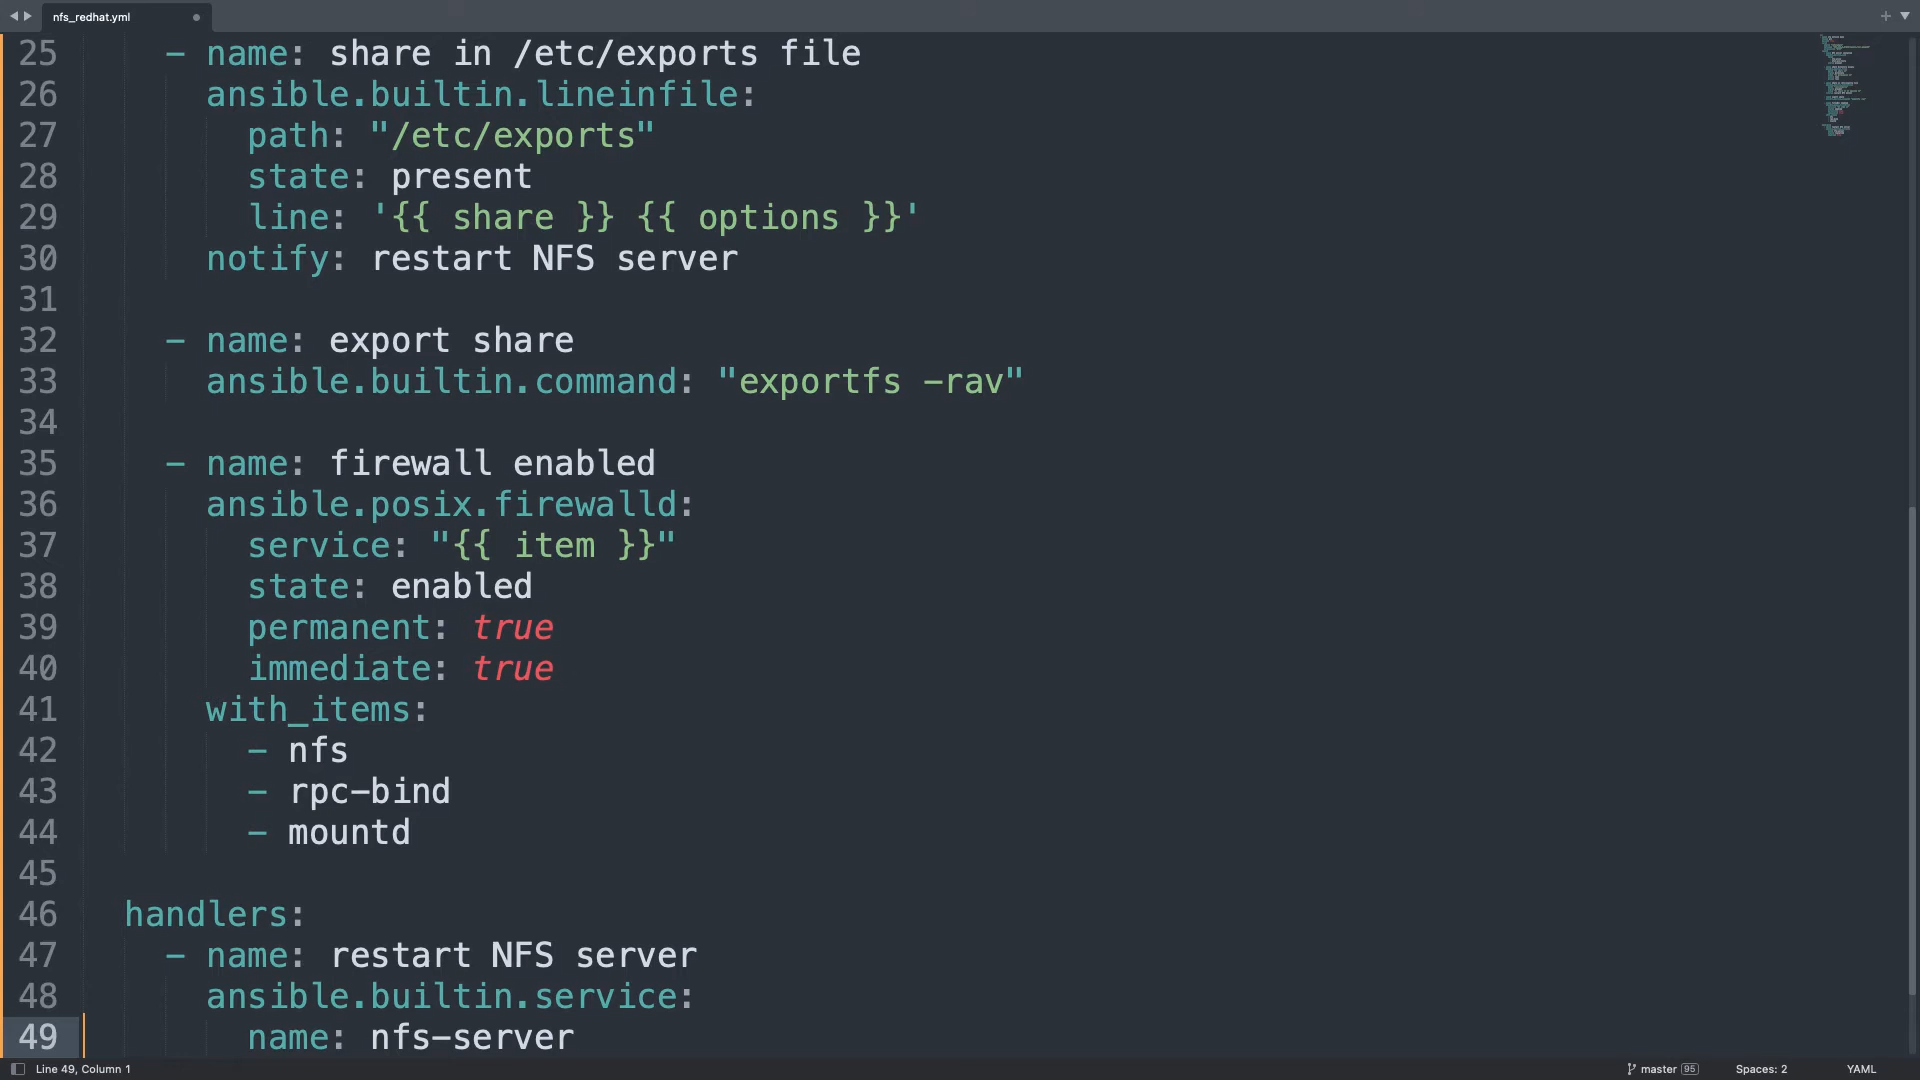 nfs_redhat.yml
25 - name: share in /etc/exports file
26 ansible.builtin.lineinfile:
27 path: "/etc/exports"
28 state: present
29 line: '{{ share }} {{ options }}'
30 notify: restart NFS server
31
32 - name: export share
33 ansible.builtin.command: "exportfs -rav"
34
35 - name: firewall enabled
36 ansible.posix.firewalld:
37 service: "{{ item }}"
38 state: enabled
39 permanent: true
40 immediate: true
41 with_items:
42 - nfs
43 - rpc-bind
44 - mountd
45
46 handlers:
47 - name: restart NFS server
48 ansible.builtin.service:
49 name: nfs-server
Line 49, Column 1 master 95 Spaces: 2 YAML